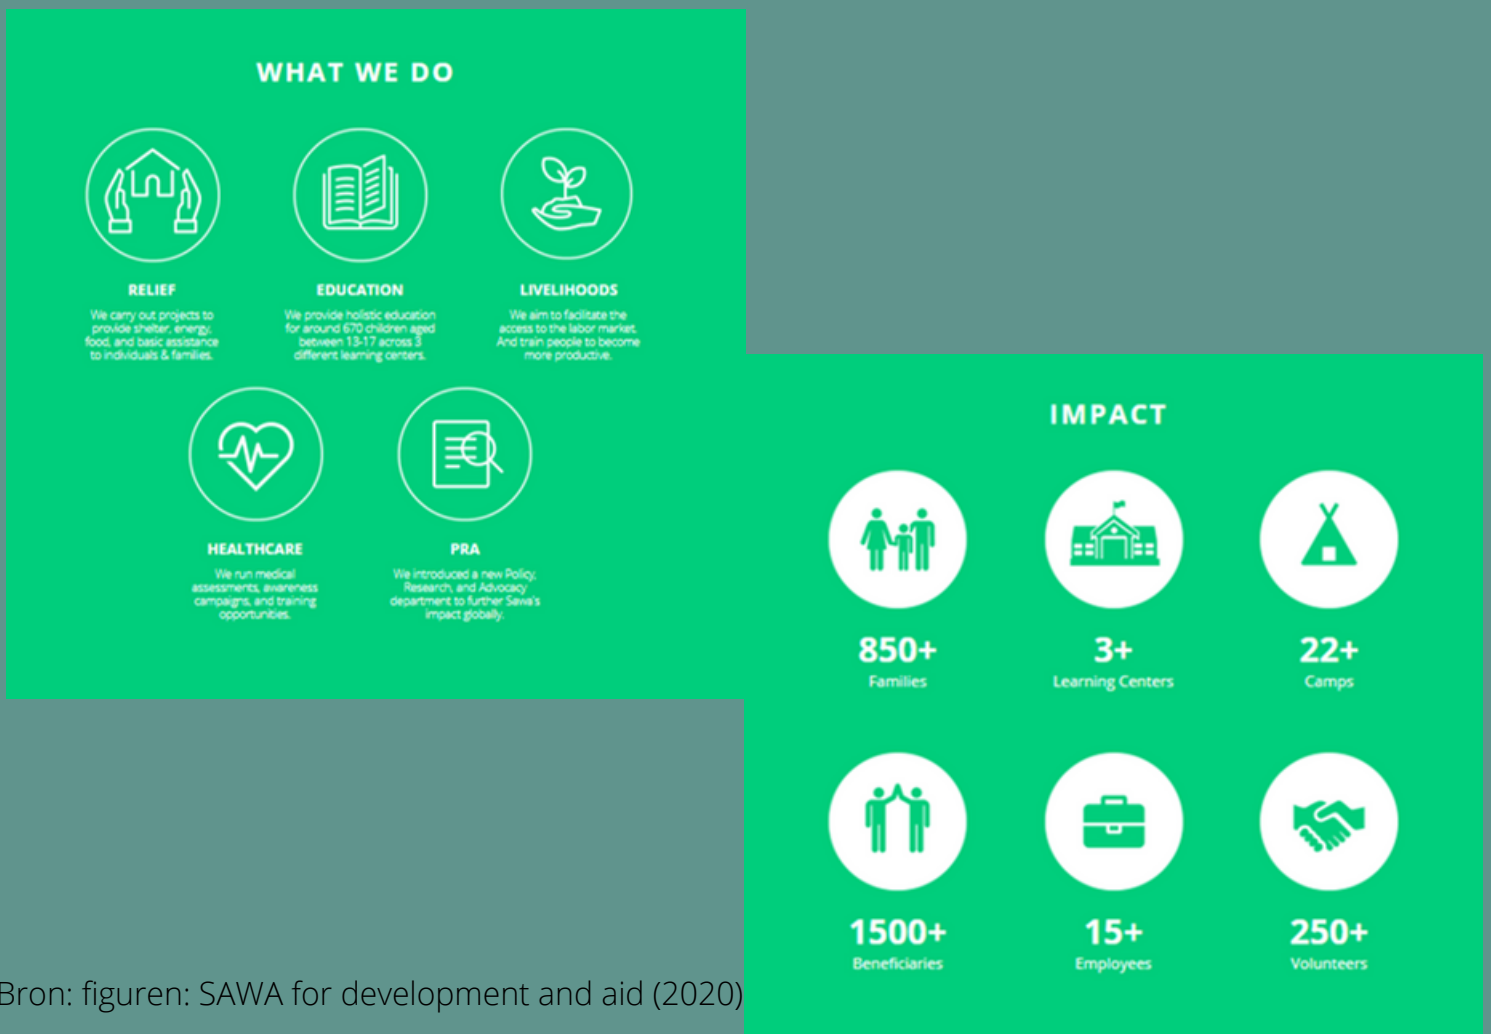 WHAT WE DO
RELIEF
We carry out projects to
provide shelter, energy,
food, and basic assistance
to individuals & families.
EDUCATION
We provide holistic education
for around 670 children aged
between 13-17 across 3
different learning centers.
LIVELIHOODS
We aim to facilitate the
access to the labor market.
And train people to become
more productive.
HEALTHCARE
We run medical
assessments, awareness
campaigns, and training
opportunities.
PRA
We introduced a new Policy,
Research, and Advocacy
department to further Sawa's
impact globally.
IMPACT
850+
Families
3+
Learning Centers
22+
Camps
1500+
Beneficiaries
15+
Employees
250+
Volunteers
Bron: figuren: SAWA for development and aid (2020)